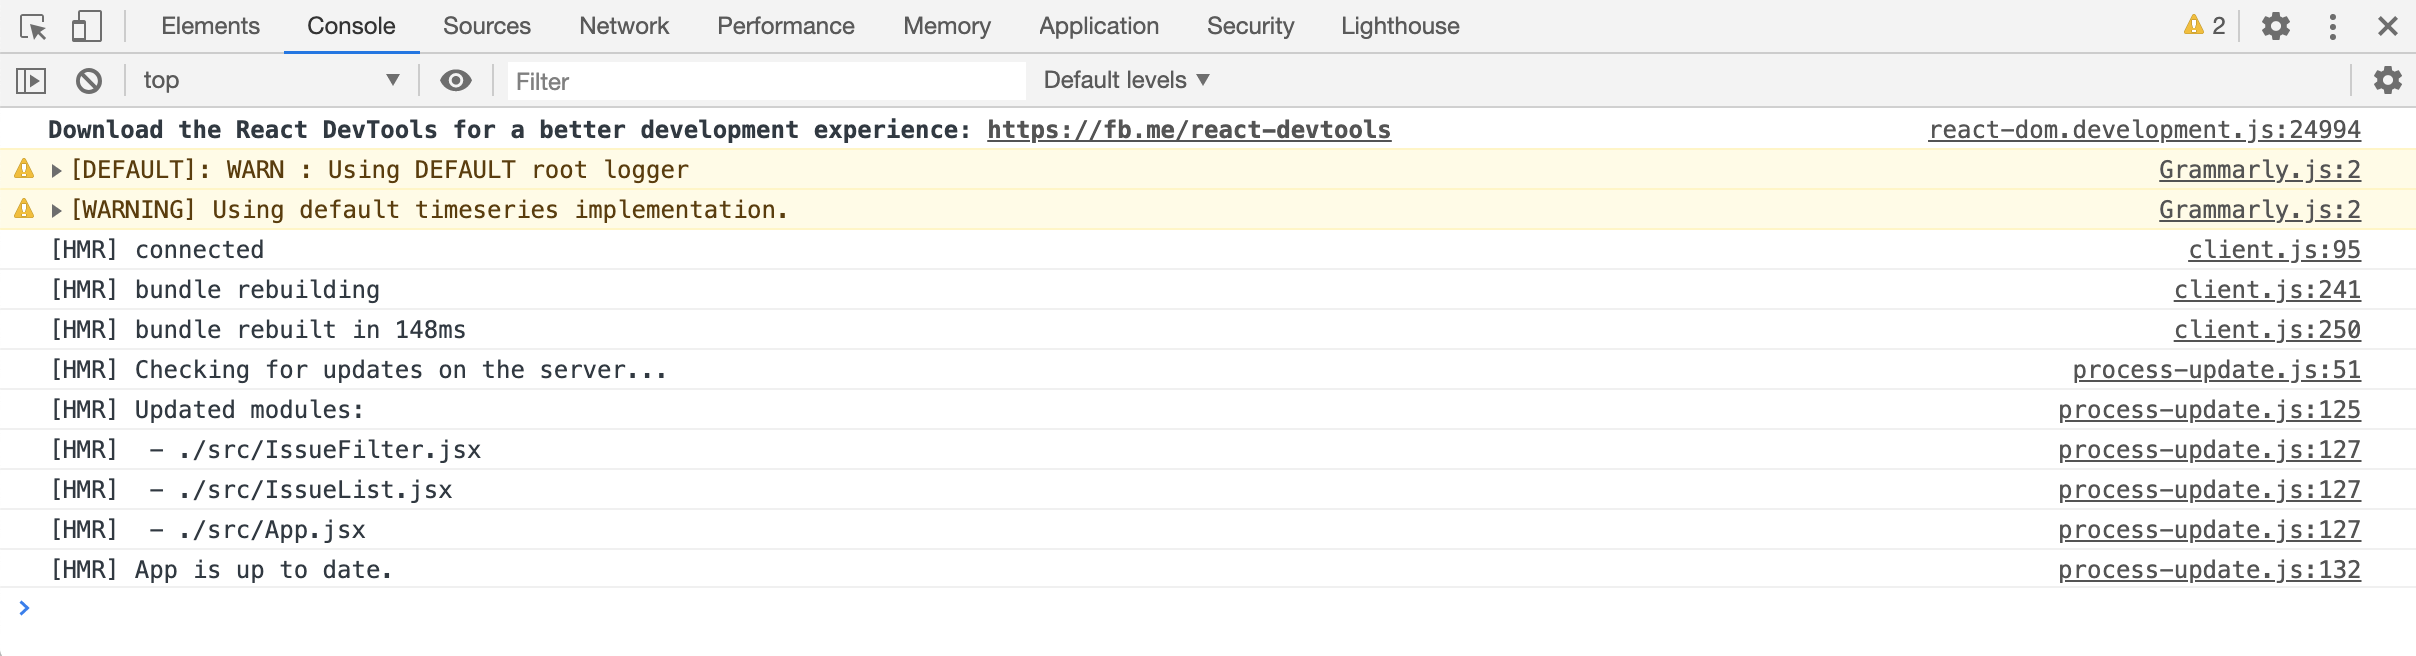 Elements Console Sources Network Performance Memory Application Security Lighthouse 2
top Filter Default levels
Download the React DevTools for a better development experience: https://fb.me/react-devtools react-dom.development.js:24994
[DEFAULT]: WARN : Using DEFAULT root logger Grammarly.js:2
[WARNING] Using default timeseries implementation. Grammarly.js:2
[HMR] connected client.js:95
[HMR] bundle rebuilding client.js:241
[HMR] bundle rebuilt in 148ms client.js:250
[HMR] Checking for updates on the server... process-update.js:51
[HMR] Updated modules: process-update.js:125
[HMR]  - ./src/IssueFilter.jsx process-update.js:127
[HMR]  - ./src/IssueList.jsx process-update.js:127
[HMR]  - ./src/App.jsx process-update.js:127
[HMR] App is up to date. process-update.js:132